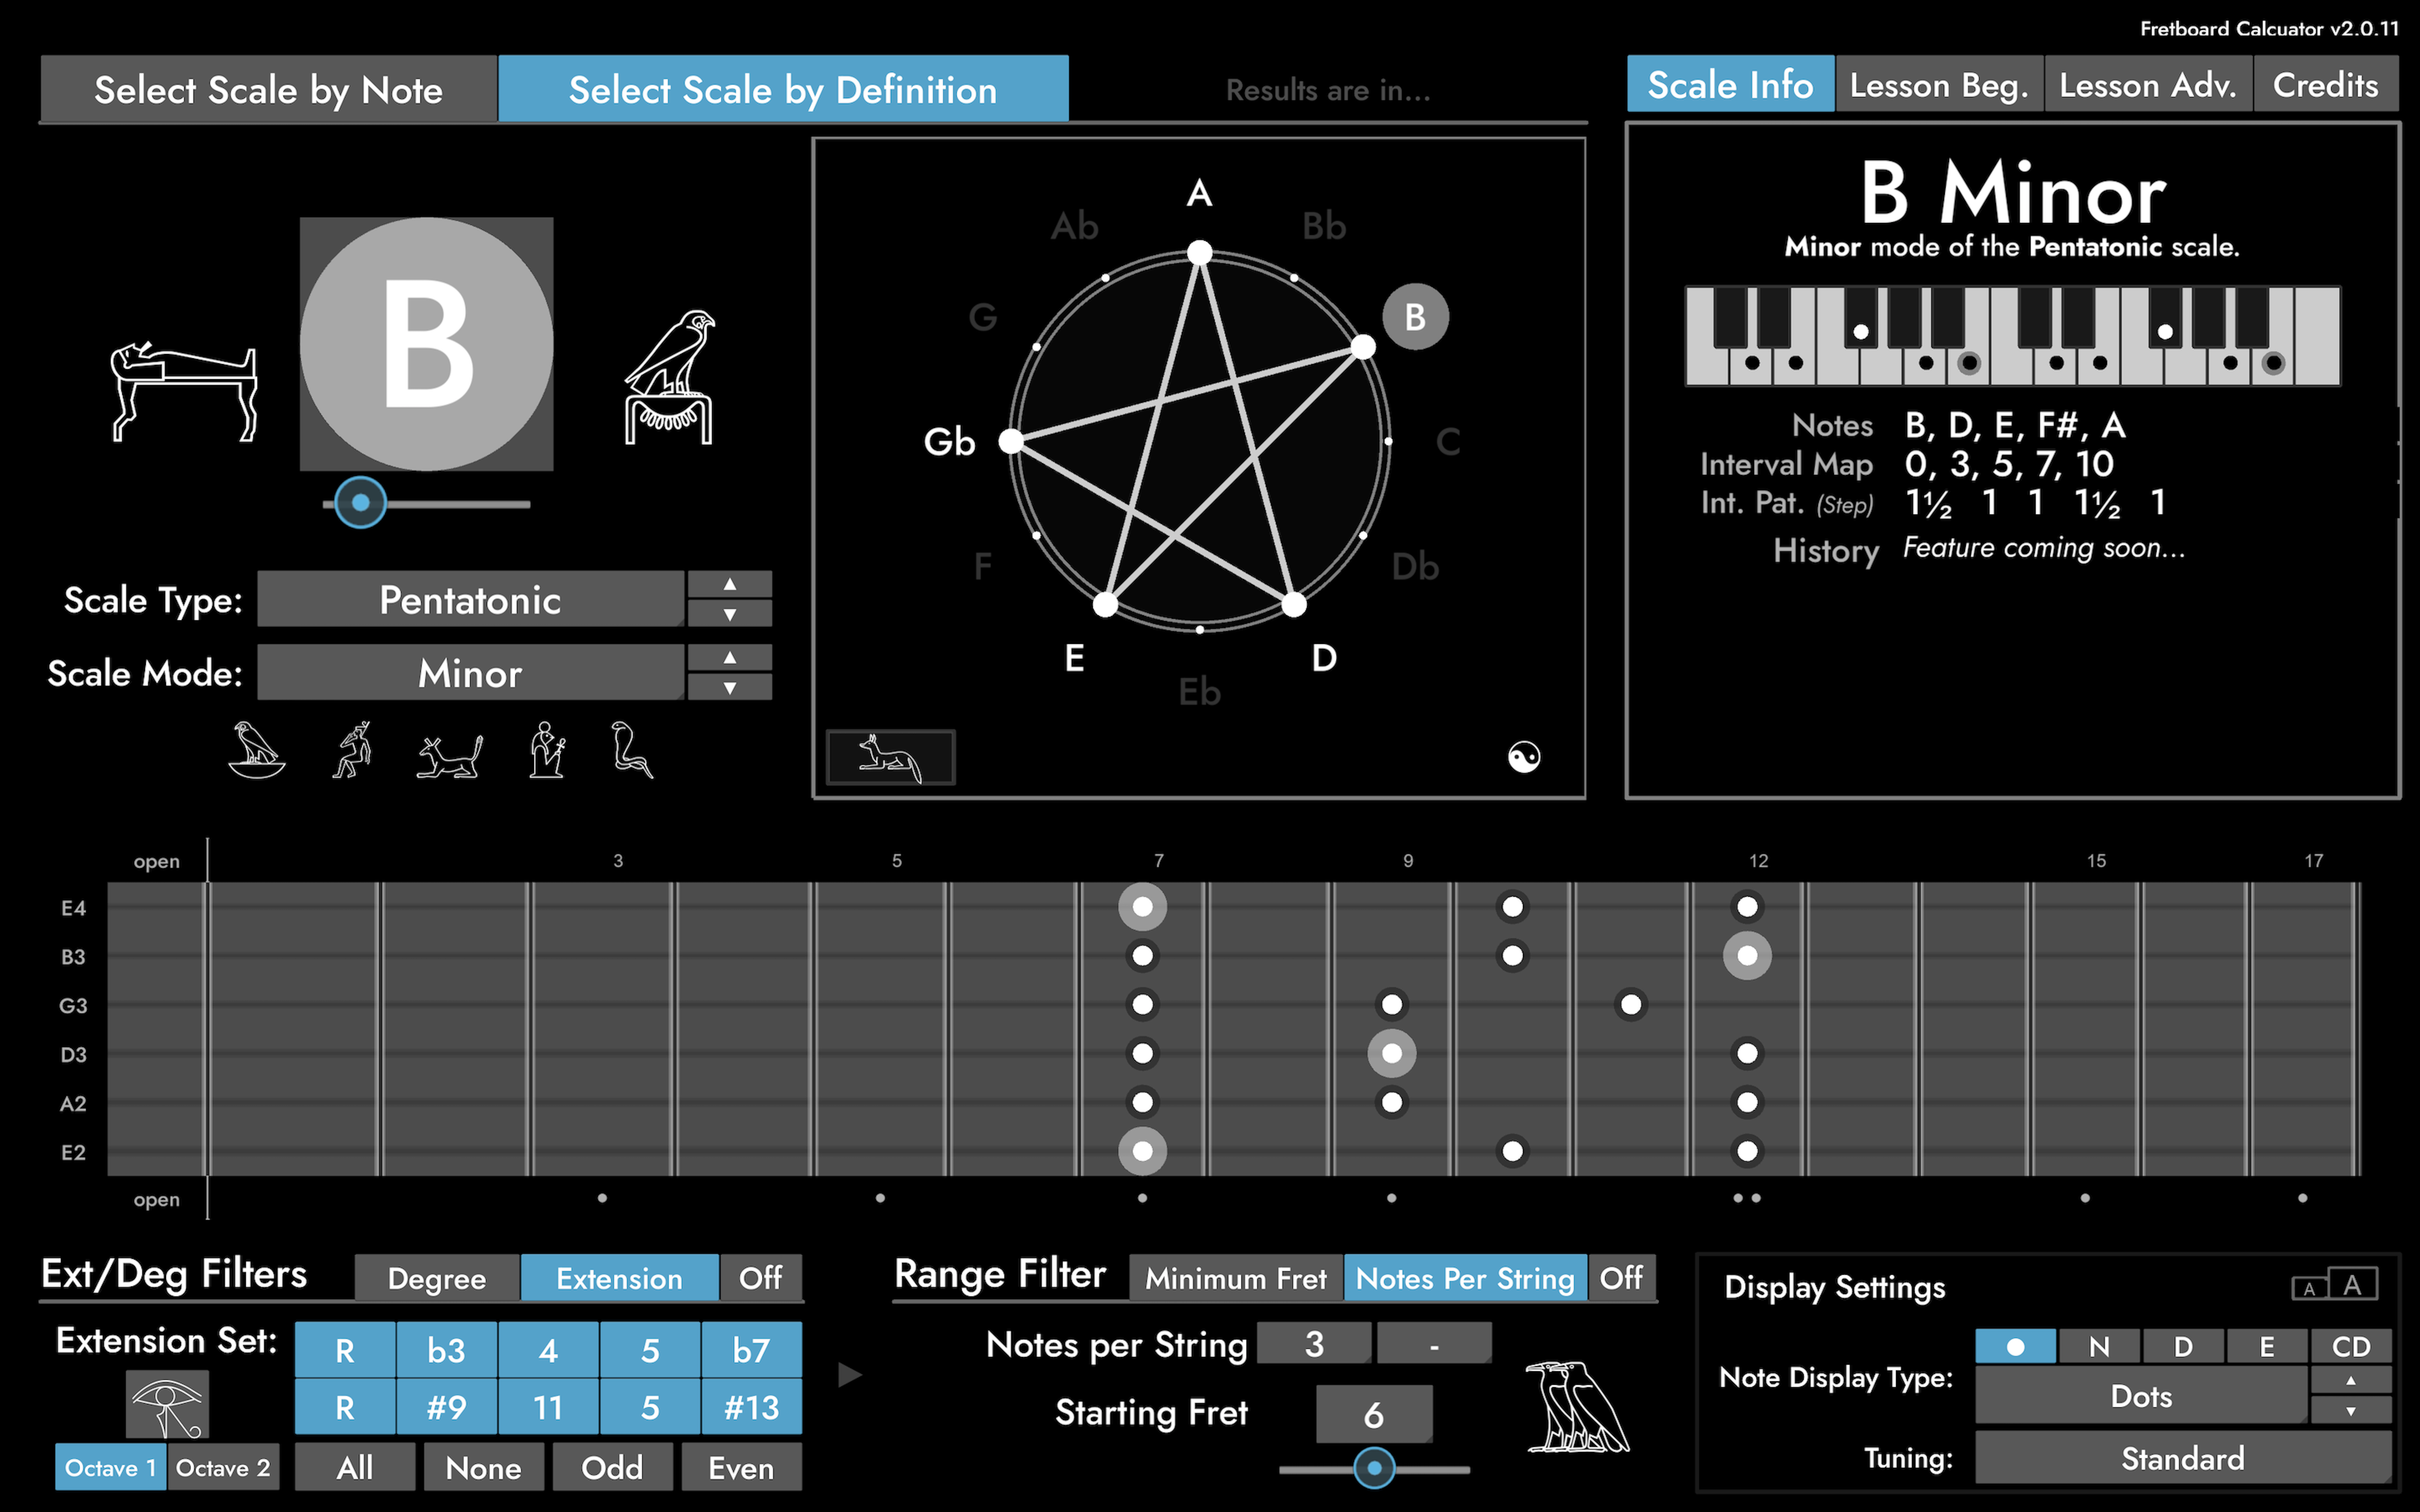 Fretboard Calcuator v2.0.11
Select Scale by Note
Select Scale by Definition
Results are in...
Scale Info
Lesson Beg.
Lesson Adv.
Credits
B
Scale Type:
Pentatonic
▲
▼
Scale Mode:
Minor
▲
▼
A
Ab
Bb
G
B
Gb
C
F
Db
E
D
Eb
B Minor
Minor mode of the Pentatonic scale.
Notes B, D, E, F#, A
Interval Map 0, 3, 5, 7, 10
Int. Pat. (Step) 1½ 1 1 1½ 1
History Feature coming soon...
open 3 5 7 9 12 15 17
E4
B3
G3
D3
A2
E2
open
Ext/Deg Filters
Degree
Extension
Off
Extension Set:
R b3 4 5 b7
R #9 11 5 #13
Octave 1
Octave 2
All
None
Odd
Even
Range Filter
Minimum Fret
Notes Per String
Off
Notes per String 3 -
Starting Fret 6
Display Settings
A A
Note Display Type:
N D E CD
Dots
▲
▼
Tuning: Standard